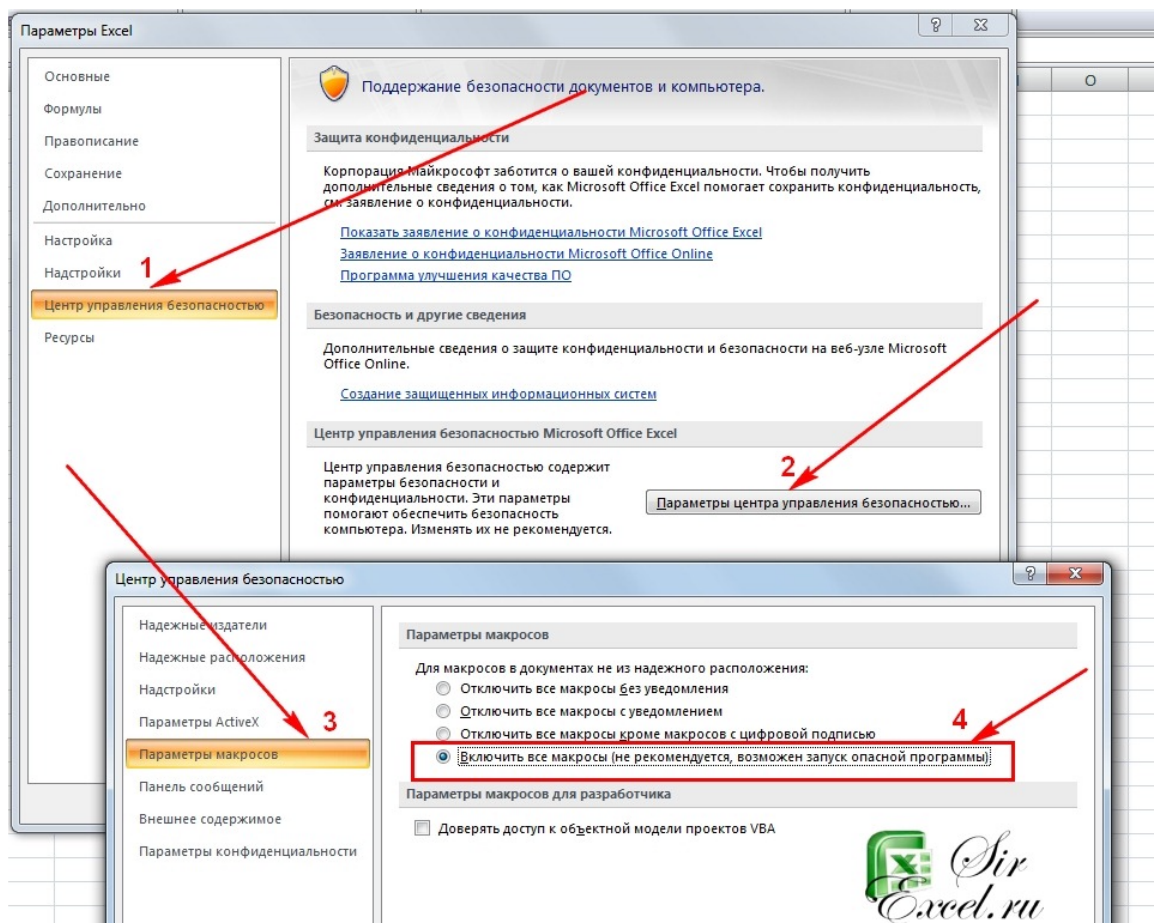 Параметры Excel
Основные
Формулы
Правописание
Сохранение
Дополнительно
Настройка
Надстройки
1
Центр управления безопасностью
Ресурсы
Поддержание безопасности документов и компьютера.
Защита конфиденциальности
Корпорация Майкрософт заботится о вашей конфиденциальности. Чтобы получить
дополнительные сведения о том, как Microsoft Office Excel помогает сохранить конфиденциальность,
см. заявление о конфиденциальности.
Показать заявление о конфиденциальности Microsoft Office Excel
Заявление о конфиденциальности Microsoft Office Online
Программа улучшения качества ПО
Безопасность и другие сведения
Дополнительные сведения о защите конфиденциальности и безопасности на веб-узле Microsoft
Office Online.
Создание защищенных информационных систем
Центр управления безопасностью Microsoft Office Excel
Центр управления безопасностью содержит
параметры безопасности и
конфиденциальности. Эти параметры
помогают обеспечить безопасность
компьютера. Изменять их не рекомендуется.
2
Параметры центра управления безопасностью...
O
Центр управления безопасностью
Надежные издатели
Надежные расположения
Надстройки
Параметры ActiveX
3
Параметры макросов
Панель сообщений
Внешнее содержимое
Параметры конфиденциальности
Параметры макросов
Для макросов в документах не из надежного расположения:
Отключить все макросы без уведомления
Отключить все макросы с уведомлением
Отключить все макросы кроме макросов с цифровой подписью
4
Включить все макросы (не рекомендуется, возможен запуск опасной программы)
Параметры макросов для разработчика
Доверять доступ к объектной модели проектов VBA
Sir
Excel.ru